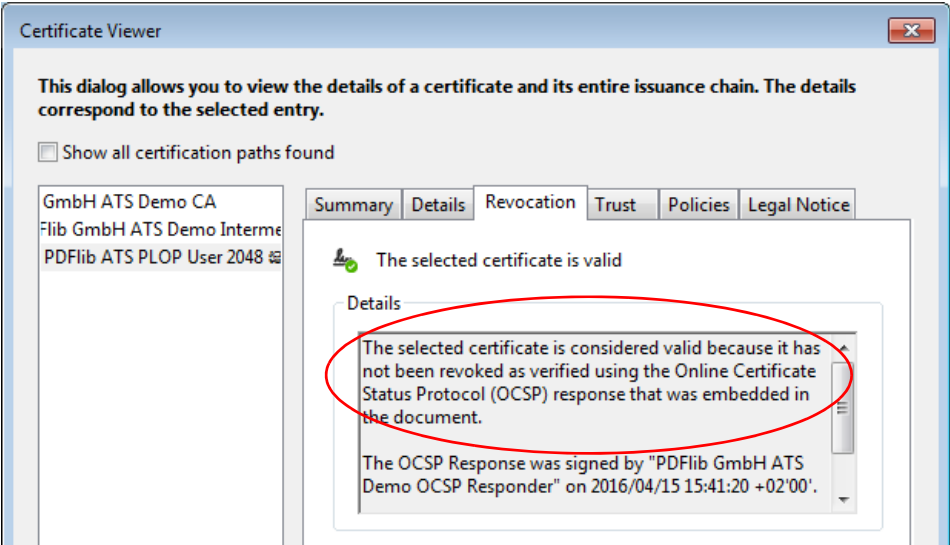 Certificate Viewer
This dialog allows you to view the details of a certificate and its entire issuance chain. The details
correspond to the selected entry.
Show all certification paths found
GmbH ATS Demo CA
Flib GmbH ATS Demo Interme
PDFlib ATS PLOP User 2048
Summary Details Revocation Trust Policies Legal Notice
The selected certificate is valid
Details
The selected certificate is considered valid because it has
not been revoked as verified using the Online Certificate
Status Protocol (OCSP) response that was embedded in
the document.
The OCSP Response was signed by "PDFlib GmbH ATS
Demo OCSP Responder" on 2016/04/15 15:41:20 +02'00'.